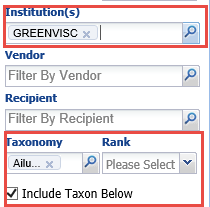 Institution(s)
GREENVISC ×
Vendor
Filter By Vendor
Recipient
Filter By Recipient
Taxonomy Rank
Ailu... × Please Select
Include Taxon Below